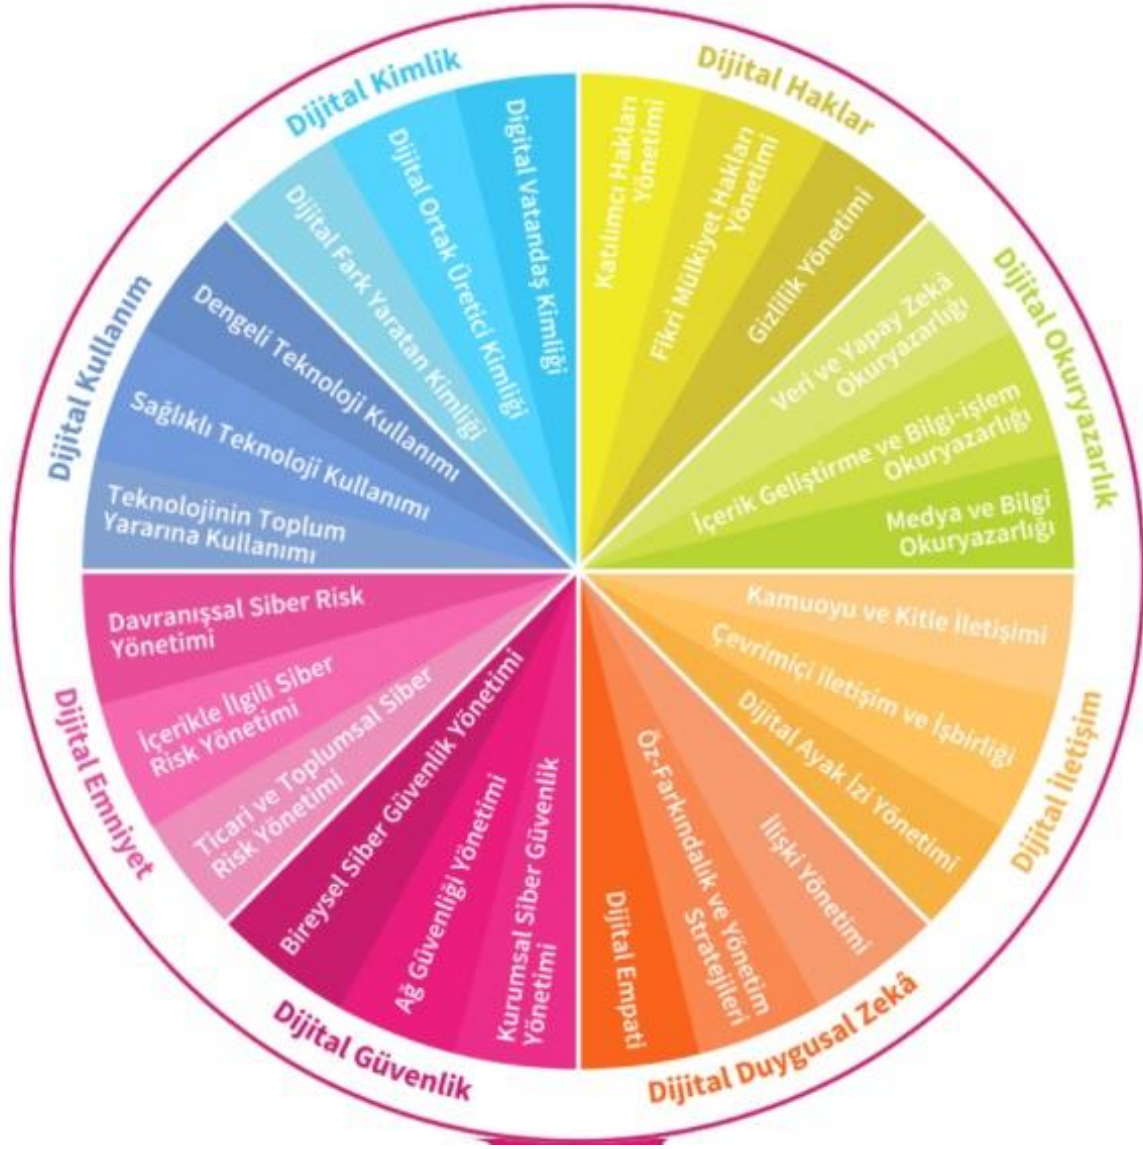 Dijital Kimlik
Digital Vatandaş Kimliği
Dijital Ortak Üretici Kimliği
Dijital Fark Yaratan Kimliği
Dijital Haklar
Katılımcı Hakları
Yönetimi
Fikri Mülkiyet Hakları
Yönetimi
Gizlilik Yönetimi
Dijital Okuryazarlık
Veri ve Yapay Zekâ
Okuryazarlığı
İçerik Geliştirme ve Bilgi-işlem
Okuryazarlığı
Medya ve Bilgi
Okuryazarlığı
Dijital İletişim
Kamuoyu ve Kitle İletişimi
Çevrimiçi iletişim ve İşbirliği
Dijital Ayak İzi Yönetimi
Dijital Duygusal Zekâ
İlişki Yönetimi
Öz-Farkındalık ve Yönetim
Stratejileri
Dijital Empati
Dijital Güvenlik
Kurumsal Siber Güvenlik
Yönetimi
Ağ Güvenliği Yönetimi
Bireysel Siber Güvenlik Yönetimi
Dijital Emniyet
Ticari ve Toplumsal Siber
Risk Yönetimi
İçerikle İlgili Siber
Risk Yönetimi
Davranışsal Siber Risk
Yönetimi
Dijital Kullanım
Teknolojinin Toplum
Yararına Kullanımı
Sağlıklı Teknoloji Kullanımı
Dengeli Teknoloji Kullanımı